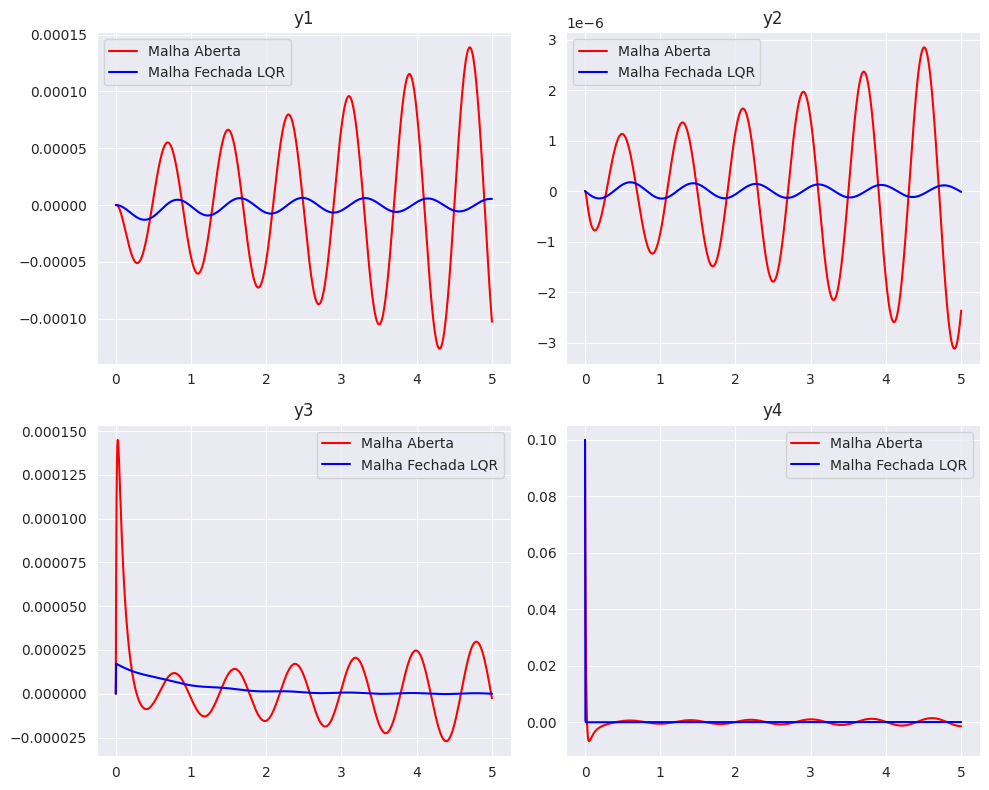 y1
0.00015
0.00010
0.00005
0.00000
−0.00005
−0.00010
Malha Aberta
Malha Fechada LQR
0 1 2 3 4 5
y2
1e−6
3
2
1
0
−1
−2
−3
Malha Aberta
Malha Fechada LQR
0 1 2 3 4 5
y3
0.000150
0.000125
0.000100
0.000075
0.000050
0.000025
0.000000
−0.000025
Malha Aberta
Malha Fechada LQR
0 1 2 3 4 5
y4
0.10
0.08
0.06
0.04
0.02
0.00
Malha Aberta
Malha Fechada LQR
0 1 2 3 4 5